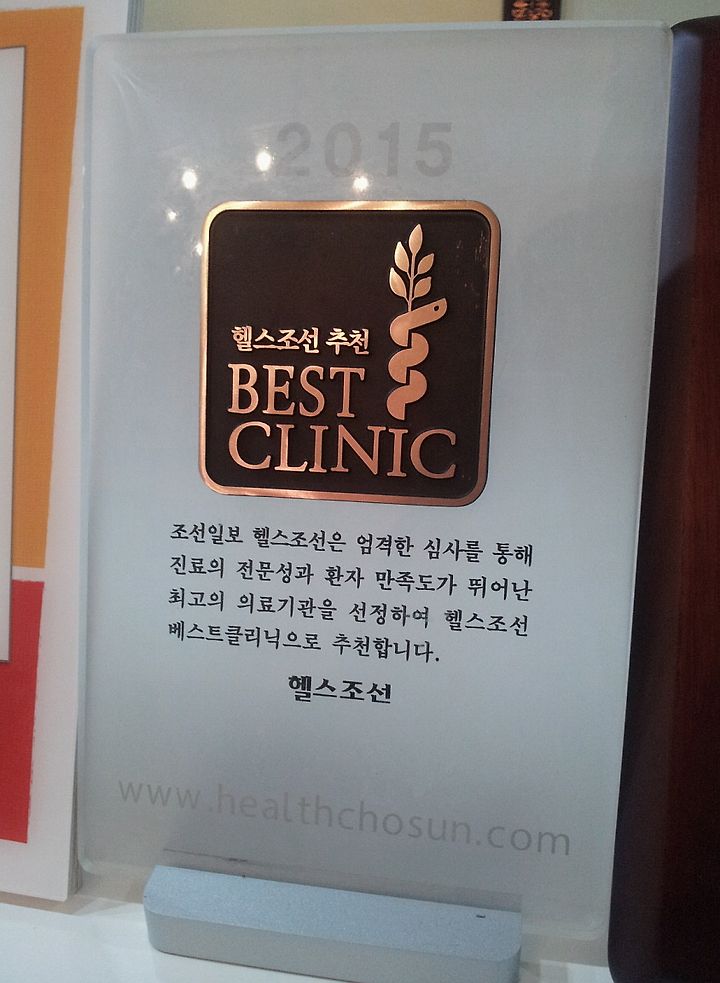 2015
헬스조선 추천
BEST
CLINIC
조선일보 헬스조선은 엄격한 심사를 통해
진료의 전문성과 환자 만족도가 뛰어난
최고의 의료기관을 선정하여 헬스조선
베스트클리닉으로 추천합니다.
헬스조선
www.healthchosun.com